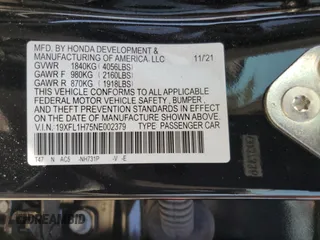 MFD. BY HONDA DEVELOPMENT &
MANUFACTURING OF AMERICA, LLC 11/21
GVWR 1840KG (4056LBS)
GAWR F 980KG (2160LBS)
GAWR R 870KG (1918LBS)
THIS VEHICLE CONFORMS TO ALL APPLICABLE
FEDERAL MOTOR VEHICLE SAFETY, BUMPER ,
AND THEFT PREVENTION STANDARDS IN EFFECT
ON THE DATE OF MANUFACTURE SHOWN ABOVE.
V.I.N. 19XFL1H75NE002379 TYPE: PASSENGER CAR
T47 N AC8 NH731P -V -E
DREAMBID